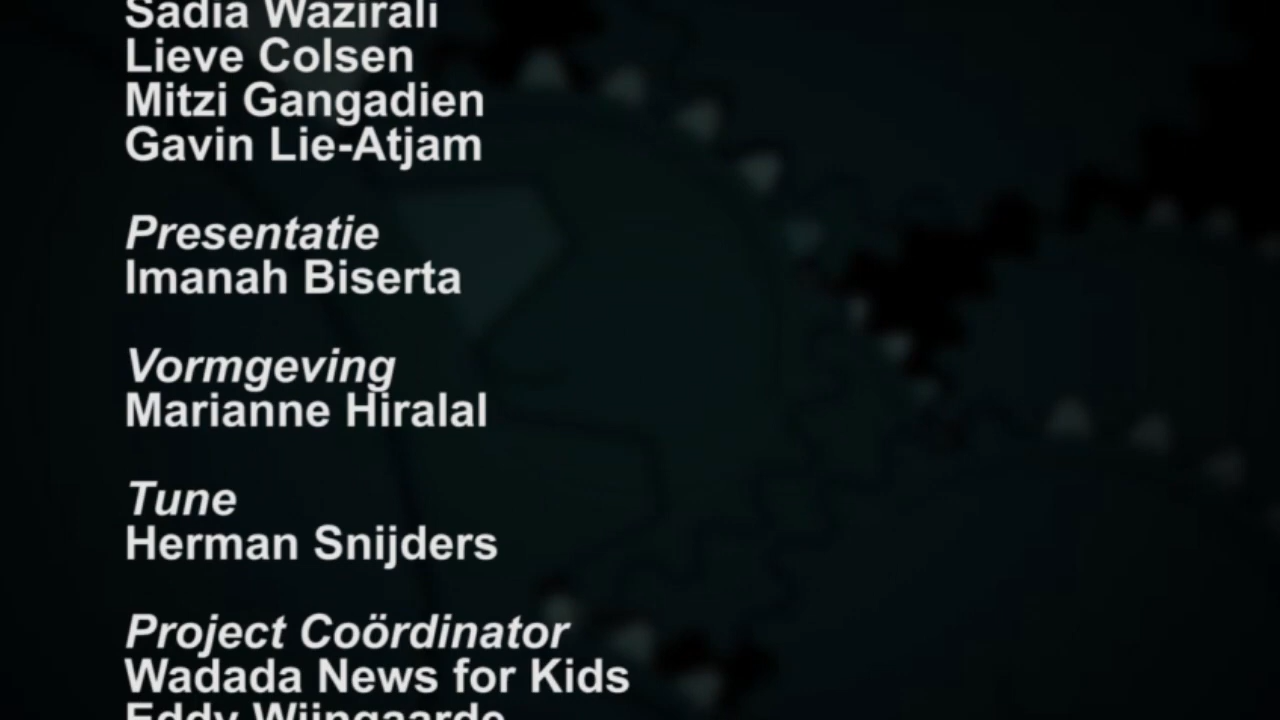 Sadia Wazirali
Lieve Colsen
Mitzi Gangadien
Gavin Lie-Atjam
Presentatie
Imanah Biserta
Vormgeving
Marianne Hiralal
Tune
Herman Snijders
Project Coördinator
Wadada News for Kids
Eddy Wijngaarde